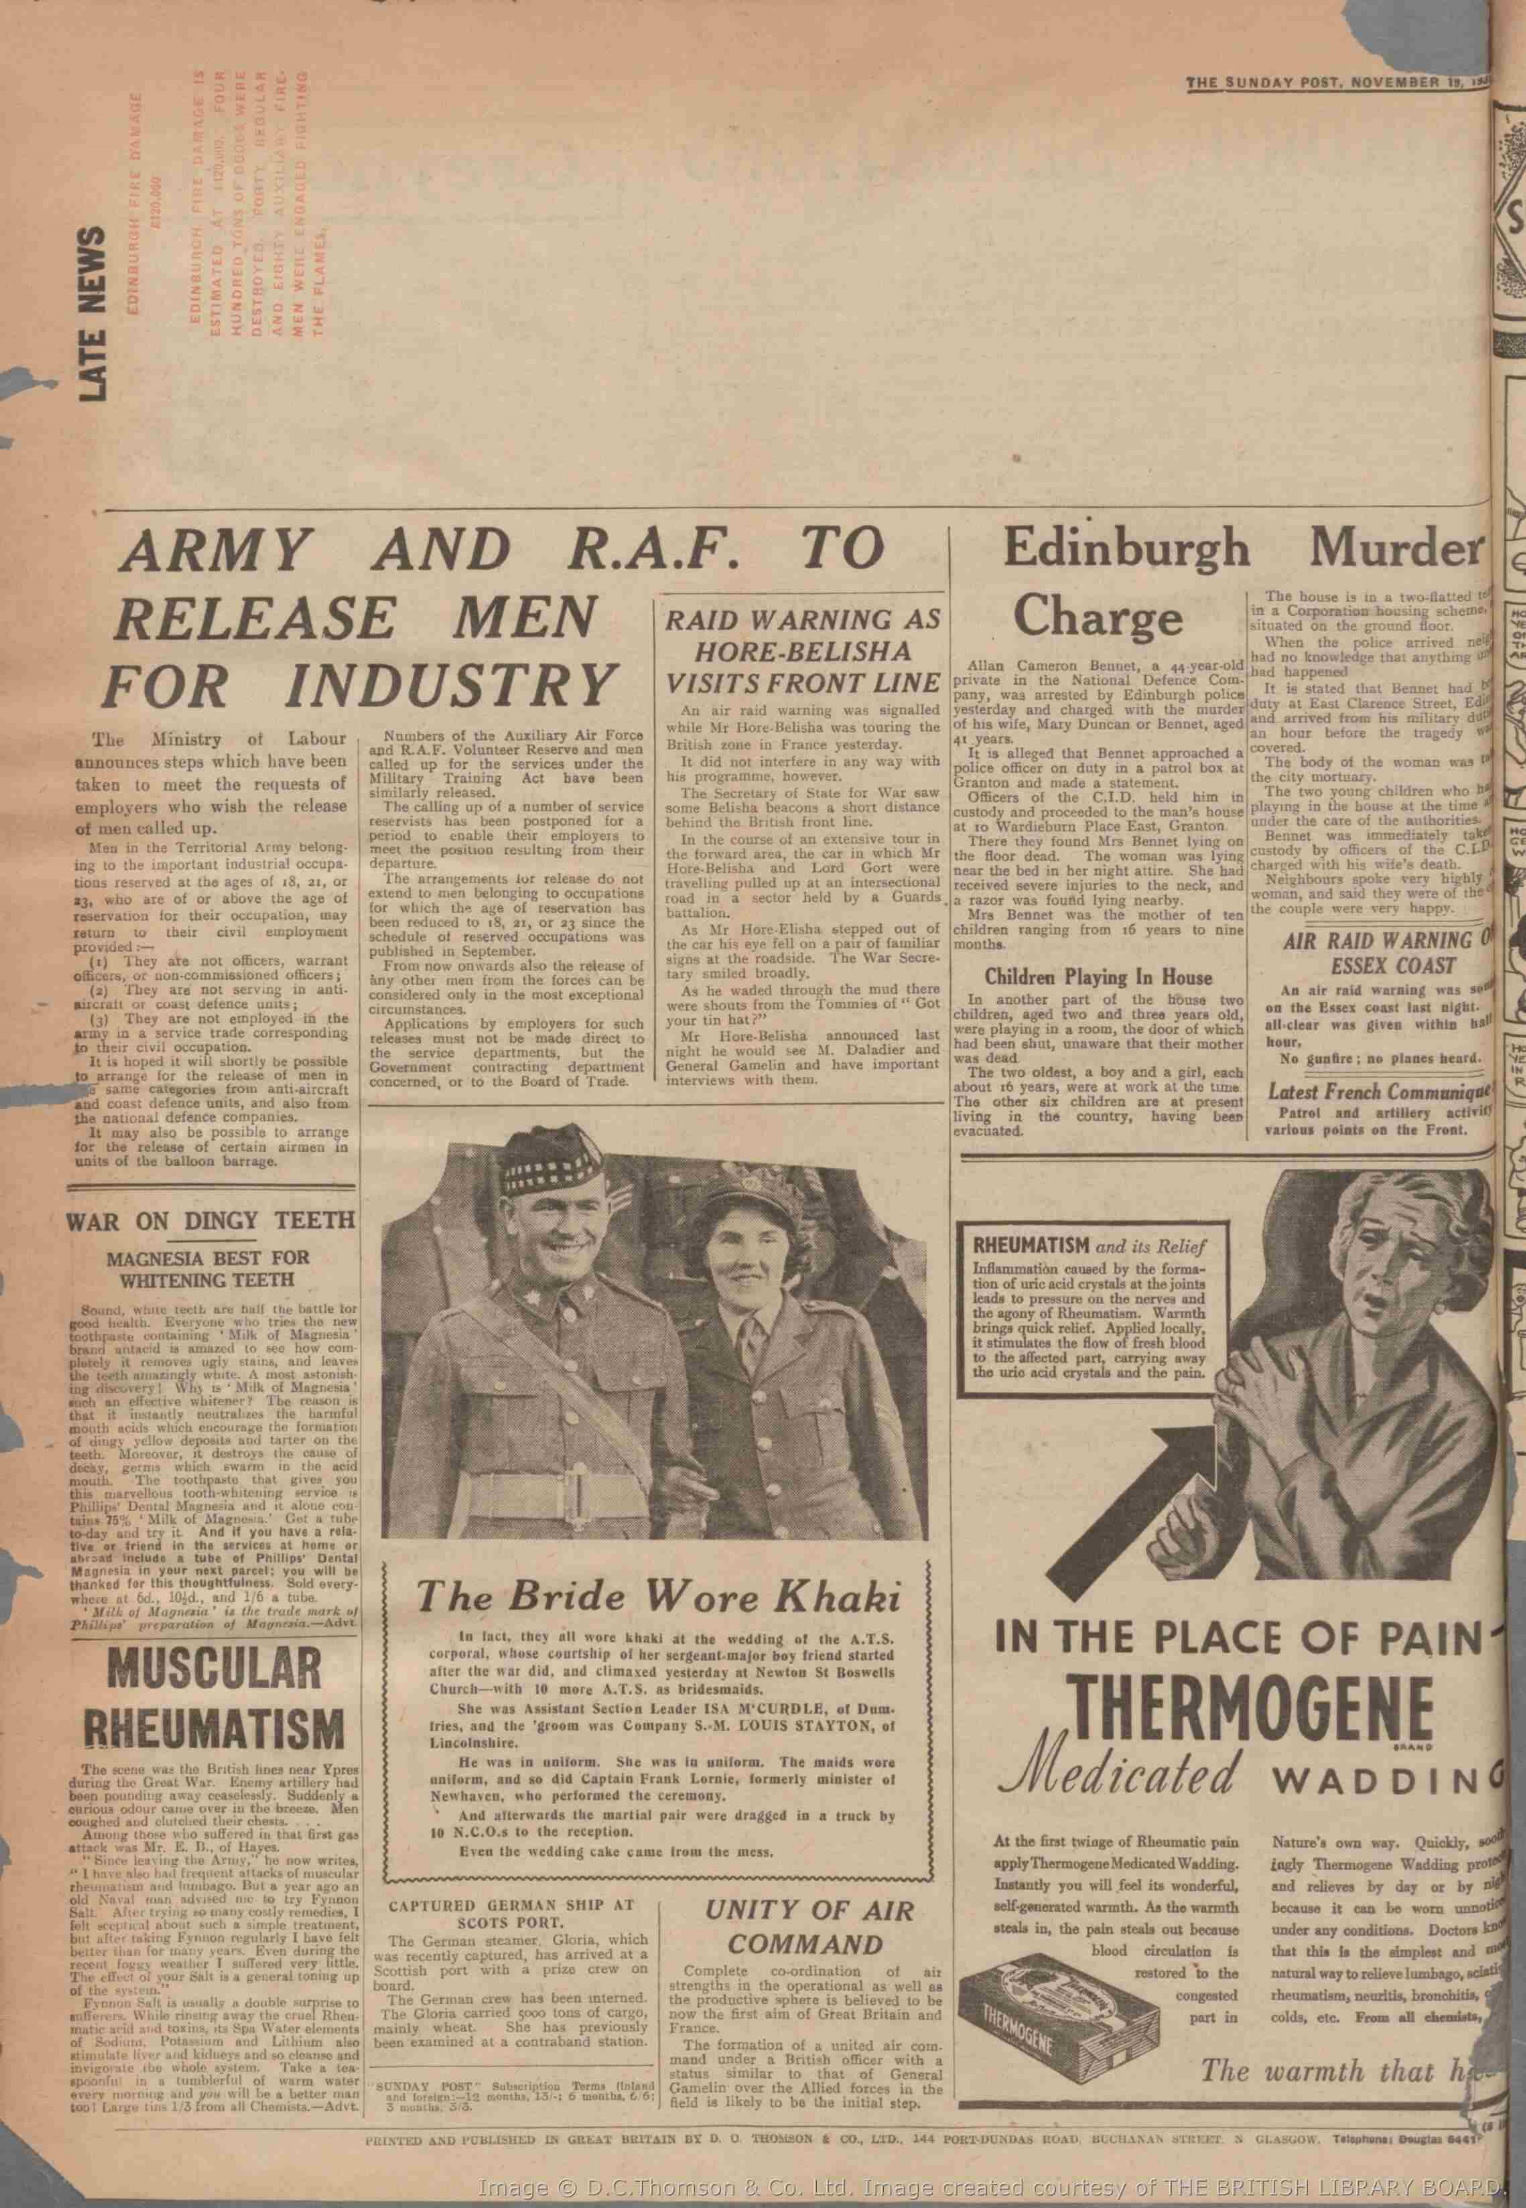 THE SUNDAY POST, NOVEMBER 19,
LATE NEWS
EDINBURGH FIRE DAMAGE
£120,000
EDINBURGH FIRE DAMAGE IS
ESTIMATED AT £120,000. FOUR
HUNDRED TONS OF GOODS WERE
DESTROYED. FORTY REGULAR
AND EIGHTY AUXILIARY FIRE-
MEN WERE ENGAGED FIGHTING
THE FLAMES.
ARMY AND R.A.F. TO
RELEASE MEN
FOR INDUSTRY
The Ministry of Labour
announces steps which have been
taken to meet the requests of
employers who wish the release
of men called up.
Men in the Territorial Army belong-
ing to the important industrial occupa-
tions reserved at the ages of 18, 21, or
23, who are of or above the age of
reservation for their occupation, may
return to their civil employment
provided :—
(1) They are not officers, warrant
officers, or non-commissioned officers;
(2) They are not serving in anti-
aircraft or coast defence units;
(3) They are not employed in the
army in a service trade corresponding
to their civil occupation.
It is hoped it will shortly be possible
to arrange for the release of men in
same categories from anti-aircraft
and coast defence units, and also from
the national defence companies.
It may also be possible to arrange
for the release of certain airmen in
units of the balloon barrage.
Numbers of the Auxiliary Air Force
and R.A.F. Volunteer Reserve and men
called up for the services under the
Military Training Act have been
similarly released.
The calling up of a number of service
reservists has been postponed for a
period to enable their employers to
meet the position resulting from their
departure.
The arrangements for release do not
extend to men belonging to occupations
for which the age of reservation has
been reduced to 18, 21, or 23 since the
schedule of reserved occupations was
published in September.
From now onwards also the release of
any other men from the forces can be
considered only in the most exceptional
circumstances.
Applications by employers for such
releases must not be made direct to
the service departments, but the
Government contracting department
concerned, or to the Board of Trade.
RAID WARNING AS
HORE-BELISHA
VISITS FRONT LINE
An air raid warning was signalled
while Mr Hore-Belisha was touring the
British zone in France yesterday.
It did not interfere in any way with
his programme, however.
The Secretary of State for War saw
some Belisha beacons a short distance
behind the British front line.
In the course of an extensive tour in
the forward area, the car in which Mr
Hore-Belisha and Lord Gort were
travelling pulled up at an intersectional
road in a sector held by a Guards
battalion.
As Mr Hore-Elisha stepped out of
the car his eye fell on a pair of familiar
signs at the roadside. The War Secre-
tary smiled broadly.
As he waded through the mud there
were shouts from the Tommies of "Got
your tin hat?"
Mr Hore-Belisha announced last
night he would see M. Daladier and
General Gamelin and have important
interviews with them.
Edinburgh Murder
Charge
Allan Cameron Bennet, a 44-year-old
private in the National Defence Com-
pany, was arrested by Edinburgh police
yesterday and charged with the murder
of his wife, Mary Duncan or Bennet, aged
41 years.
It is alleged that Bennet approached a
police officer on duty in a patrol box at
Granton and made a statement.
Officers of the C.I.D. held him in
custody and proceeded to the man's house
at 10 Wardieburn Place East, Granton.
There they found Mrs Bennet lying on
the floor dead. The woman was lying
near the bed in her night attire. She had
received severe injuries to the neck, and
a razor was found lying nearby.
Mrs Bennet was the mother of ten
children ranging from 16 years to nine
months.
Children Playing In House
In another part of the house two
children, aged two and three years old,
were playing in a room, the door of which
had been shut, unaware that their mother
was dead
The two oldest, a boy and a girl, each
about 16 years, were at work at the time.
The other six children are at present
living in the country, having been
evacuated.
The house is in a two-flatted
in a Corporation housing scheme,
situated on the ground floor.
When the police arrived
had no knowledge that anything
had happened
It is stated that Bennet had
duty at East Clarence Street,
and arrived from his military
an hour before the tragedy
covered.
The body of the woman was
the city mortuary.
The two young children who
playing in the house at the time
under the care of the authorities.
Bennet was immediately
custody by officers of the C.I.D.
charged with his wife's death.
Neighbours spoke very highly
woman, and said they were of the
the couple were very happy.
AIR RAID WARNING
ESSEX COAST
An air raid warning was
on the Essex coast last night.
all-clear was given within
hour,
No gunfire; no planes heard.
Latest French Communique
Patrol and artillery activity
various points on the Front.
WAR ON DINGY TEETH
MAGNESIA BEST FOR
WHITENING TEETH
Sound, white teeth are half the battle for
good health. Everyone who tries the new
toothpaste containing 'Milk of Magnesia'
brand antacid is amazed to see how com-
pletely it removes ugly stains, and leaves
the teeth amazingly white. A most astonish-
ing discovery! Why is 'Milk of Magnesia'
such an effective whitener? The reason is
that it instantly neutralizes the harmful
mouth acids which encourage the formation
of dingy yellow deposits and tarter on the
teeth. Moreover, it destroys the cause of
decay, germs which swarm in the acid
mouth. The toothpaste that gives you
this marvellous tooth-whitening service is
Phillips' Dental Magnesia and it alone con-
tains 75% 'Milk of Magnesia.' Get a tube
to-day and try it. And if you have a rela-
tive or friend in the services at home or
abroad include a tube of Phillips' Dental
Magnesia in your next parcel; you will be
thanked for this thoughtfulness. Sold every-
where at 6d., 10½d., and 1/6 a tube.
'Milk of Magnesia' is the trade mark of
Phillips' preparation of Magnesia.—Advt.
MUSCULAR
RHEUMATISM
The scene was the British lines near Ypres
during the Great War. Enemy artillery had
been pounding away ceaselessly. Suddenly a
curious odour came over in the breeze. Men
coughed and clutched their chests. . . .
Among those who suffered in that first gas
attack was Mr. E. B., of Hayes.
"Since leaving the Army," he now writes,
"I have also had frequent attacks of muscular
rheumatism and lumbago. But a year ago an
old Naval man advised me to try Fynnon
Salt. After trying so many costly remedies, I
felt sceptical about such a simple treatment,
but after taking Fynnon regularly I have felt
better than for many years. Even during the
recent foggy weather I suffered very little.
The effect of your Salt is a general toning up
of the system."
Fynnon Salt is usually a double surprise to
sufferers. While rinsing away the cruel Rheu-
matic acid and toxins, its Spa Water elements
of Sodium, Potassium and Lithium also
stimulate liver and kidneys and so cleanse and
invigorate the whole system. Take a tea-
spoonful in a tumblerful of warm water
every morning and you will be a better man
too! Large tins 1/3 from all Chemists.—Advt.
The Bride Wore Khaki
In fact, they all wore khaki at the wedding of the A.T.S.
corporal, whose courtship of her sergeant-major boy friend started
after the war did, and climaxed yesterday at Newton St Boswells
Church—with 10 more A.T.S. as bridesmaids.
She was Assistant Section Leader ISA M'CURDLE, of Dum-
fries, and the 'groom was Company S.-M. LOUIS STAYTON, of
Lincolnshire.
He was in uniform. She was in uniform. The maids wore
uniform, and so did Captain Frank Lornie, formerly minister of
Newhaven, who performed the ceremony.
And afterwards the martial pair were dragged in a truck by
10 N.C.O.s to the reception.
Even the wedding cake came from the mess.
CAPTURED GERMAN SHIP AT
SCOTS PORT.
The German steamer, Gloria, which
was recently captured, has arrived at a
Scottish port with a prize crew on
board.
The German crew has been interned.
The Gloria carried 5000 tons of cargo,
mainly wheat. She has previously
been examined at a contraband station.
"SUNDAY POST" Subscription Terms (Inland
and foreign:—12 months, 13/-; 6 months, 6/6;
3 months, 3/3.
UNITY OF AIR
COMMAND
Complete co-ordination of air
strengths in the operational as well as
the productive sphere is believed to be
now the first aim of Great Britain and
France.
The formation of a united air com-
mand under a British officer with a
status similar to that of General
Gamelin over the Allied forces in the
field is likely to be the initial step.
RHEUMATISM and its Relief
Inflammation caused by the forma-
tion of uric acid crystals at the joints
leads to pressure on the nerves and
the agony of Rheumatism. Warmth
brings quick relief. Applied locally,
it stimulates the flow of fresh blood
to the affected part, carrying away
the uric acid crystals and the pain.
IN THE PLACE OF PAIN-
THERMOGENE
BRAND
Medicated WADDING
At the first twinge of Rheumatic pain
apply Thermogene Medicated Wadding.
Instantly you will feel its wonderful,
self-generated warmth. As the warmth
steals in, the pain steals out because
blood circulation is
restored to the
congested
part in
Nature's own way. Quickly,
ingly Thermogene Wadding
and relieves by day or by
because it can be worn
under any conditions. Doctors
that this is the simplest and
natural way to relieve lumbago,
rheumatism, neuritis, bronchitis,
colds, etc. From all chemists,
THERMOGENE
The warmth that
PRINTED AND PUBLISHED IN GREAT BRITAIN BY D. C. THOMSON & CO., LTD., 144 PORT-DUNDAS ROAD, BUCHANAN STREET, N GLASGOW. Telephone: Douglas
Image © D.C.Thomson & Co. Ltd. Image created courtesy of THE BRITISH LIBRARY BOARD.